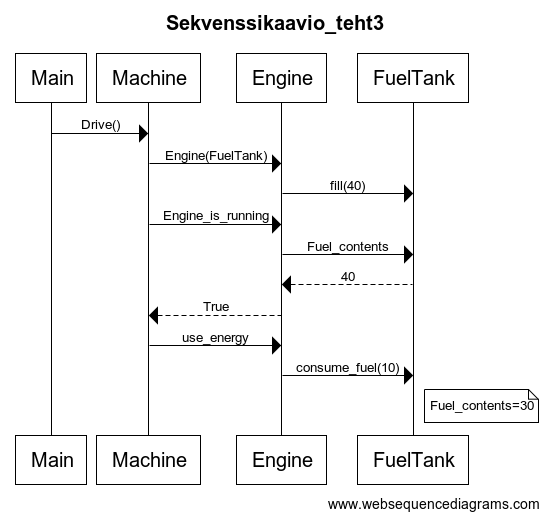 Sekvenssikaavio_teht3
Main Machine Engine FuelTank
Drive()
Engine(FuelTank)
fill(40)
Engine_is_running
Fuel_contents
40
True
use_energy
consume_fuel(10)
Fuel_contents=30
Main Machine Engine FuelTank
www.websequencediagrams.com